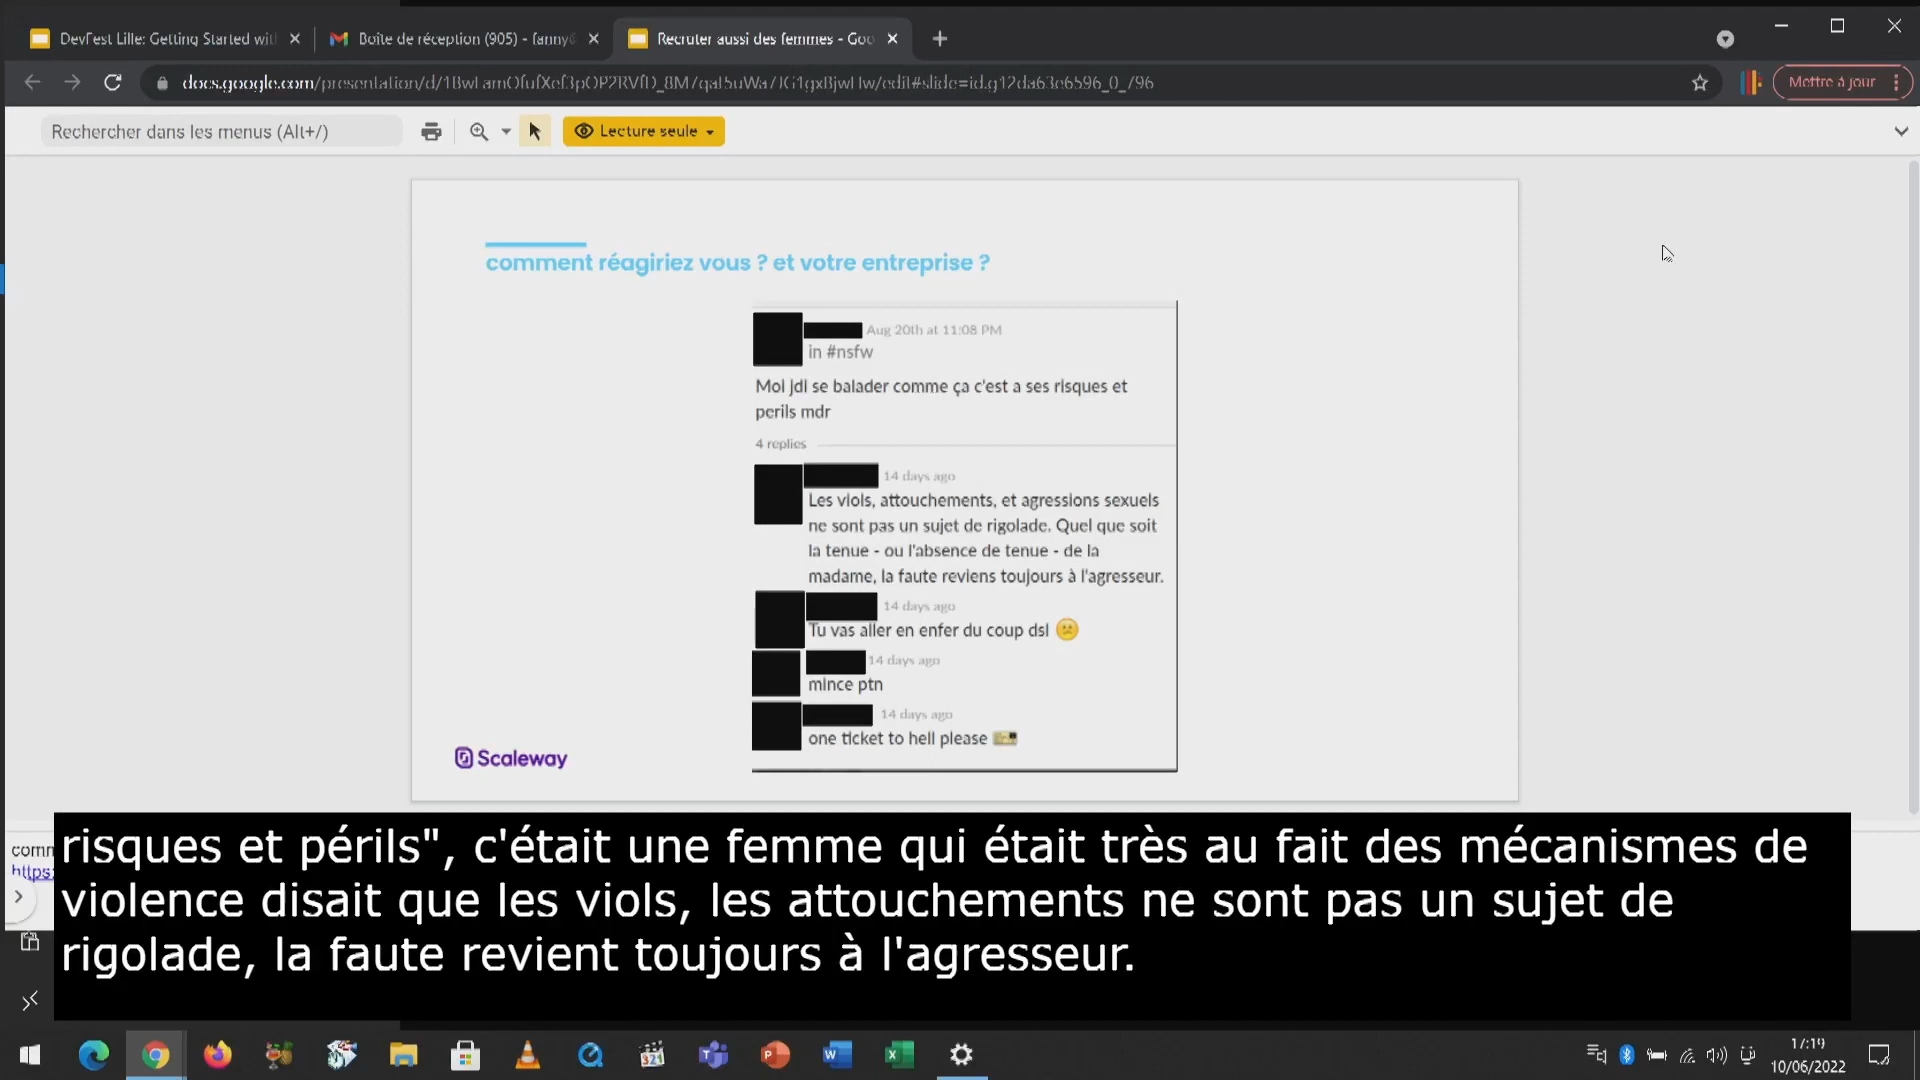 DevFest Lille: Getting Started wit
Boîte de réception (905) - fanny
Recruter aussi des femmes - Goo
docs.google.com
Mettre à jour
Rechercher dans les menus (Alt+/)
Lecture seule
comment réagiriez vous ? et votre entreprise ?
Aug 20th at 11:08 PM
in #nsfw
Moi jdi se balader comme ça c'est a ses risques et
perils mdr
4 replies
14 days ago
Les viols, attouchements, et agressions sexuels
ne sont pas un sujet de rigolade. Quel que soit
la tenue - ou l'absence de tenue - de la
madame, la faute reviens toujours à l'agresseur.
14 days ago
Tu vas aller en enfer du coup dsl 😕
14 days ago
mince ptn
14 days ago
one ticket to hell please 🎫
Scaleway
comm
https:
risques et périls", c'était une femme qui était très au fait des mécanismes de
violence disait que les viols, les attouchements ne sont pas un sujet de
rigolade, la faute revient toujours à l'agresseur.
17:19
10/06/2022